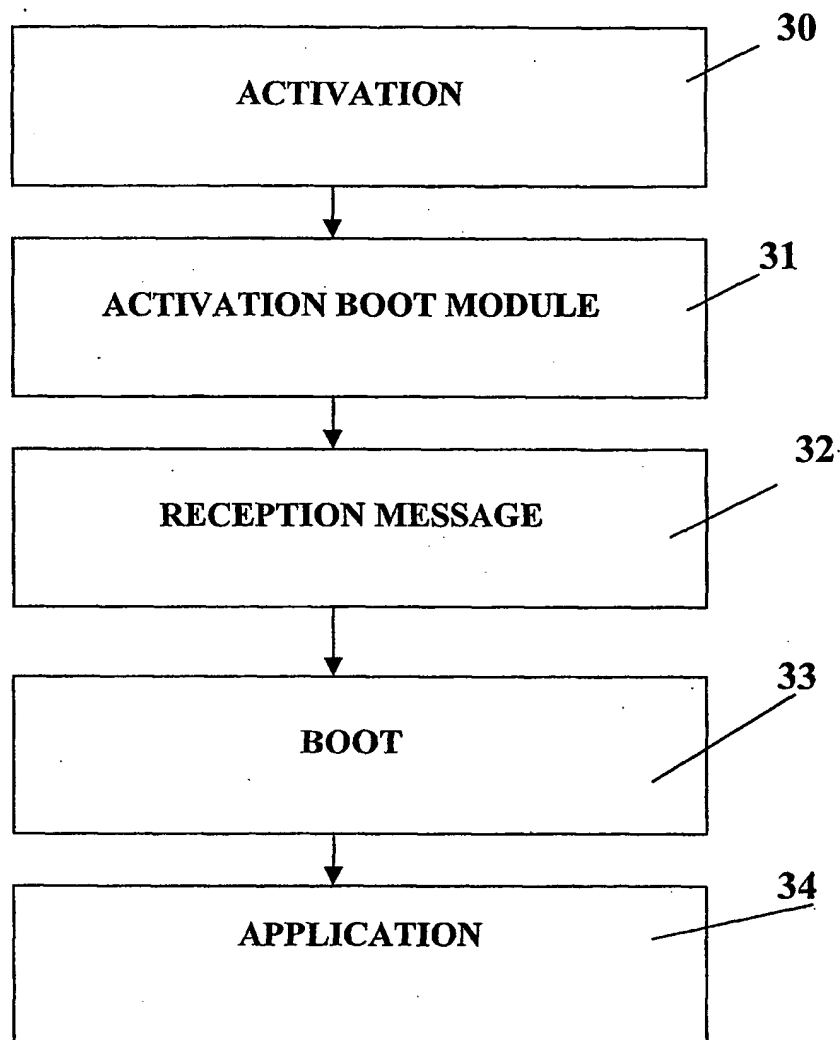 30
ACTIVATION
31
ACTIVATION BOOT MODULE
32
RECEPTION MESSAGE
33
BOOT
34
APPLICATION